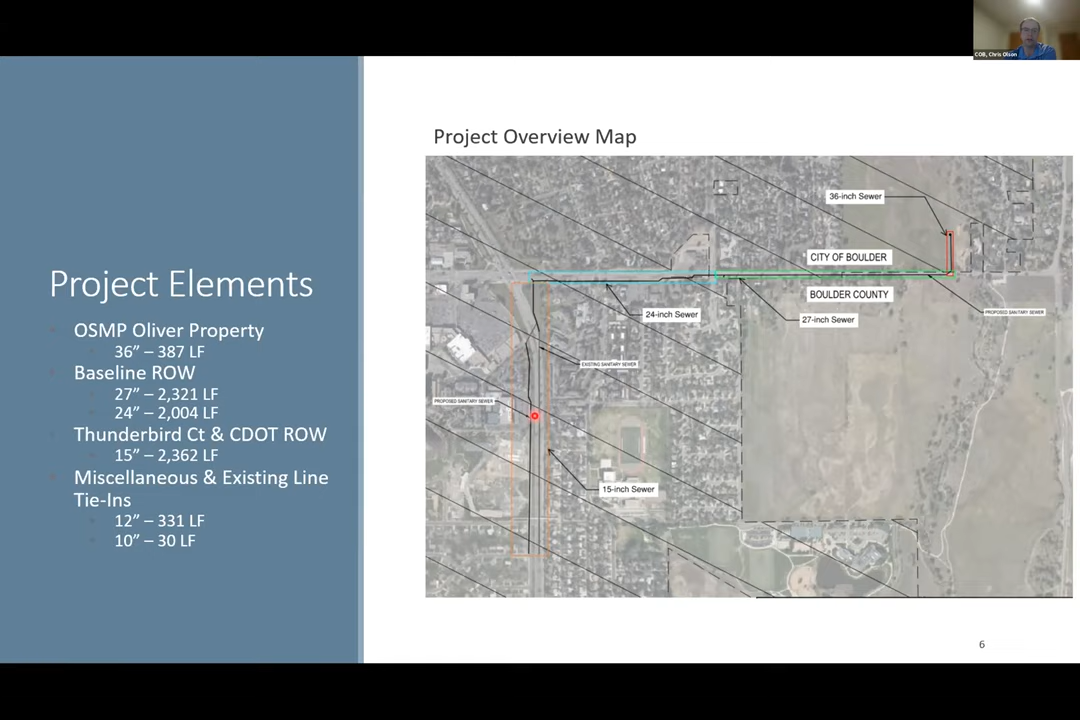 COB, Chris Olson
Project Elements
OSMP Oliver Property
36” – 387 LF
Baseline ROW
27” – 2,321 LF
24” – 2,004 LF
Thunderbird Ct & CDOT ROW
15” – 2,362 LF
Miscellaneous & Existing Line
Tie-Ins
12” – 331 LF
10” – 30 LF
Project Overview Map
36-inch Sewer
CITY OF BOULDER
BOULDER COUNTY
24-inch Sewer
27-inch Sewer
PROPOSED SANITARY SEWER
EXISTING SANITARY SEWER
PROPOSED SANITARY SEWER
15-inch Sewer
6